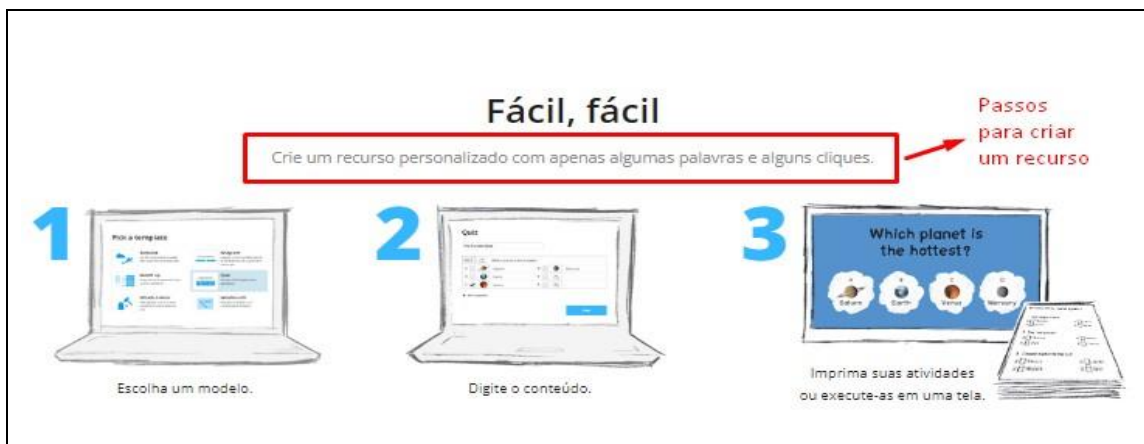 Fácil, fácil
Crie um recurso personalizado com apenas algumas palavras e alguns cliques.
Passos
para criar
um recurso
1
Pick a template
Escolha um modelo.
2
Quiz
Digite o conteúdo.
3
Which planet is
the hottest?
A B C D
Saturn Earth Venus Mercury
Imprima suas atividades
ou execute-as em uma tela.